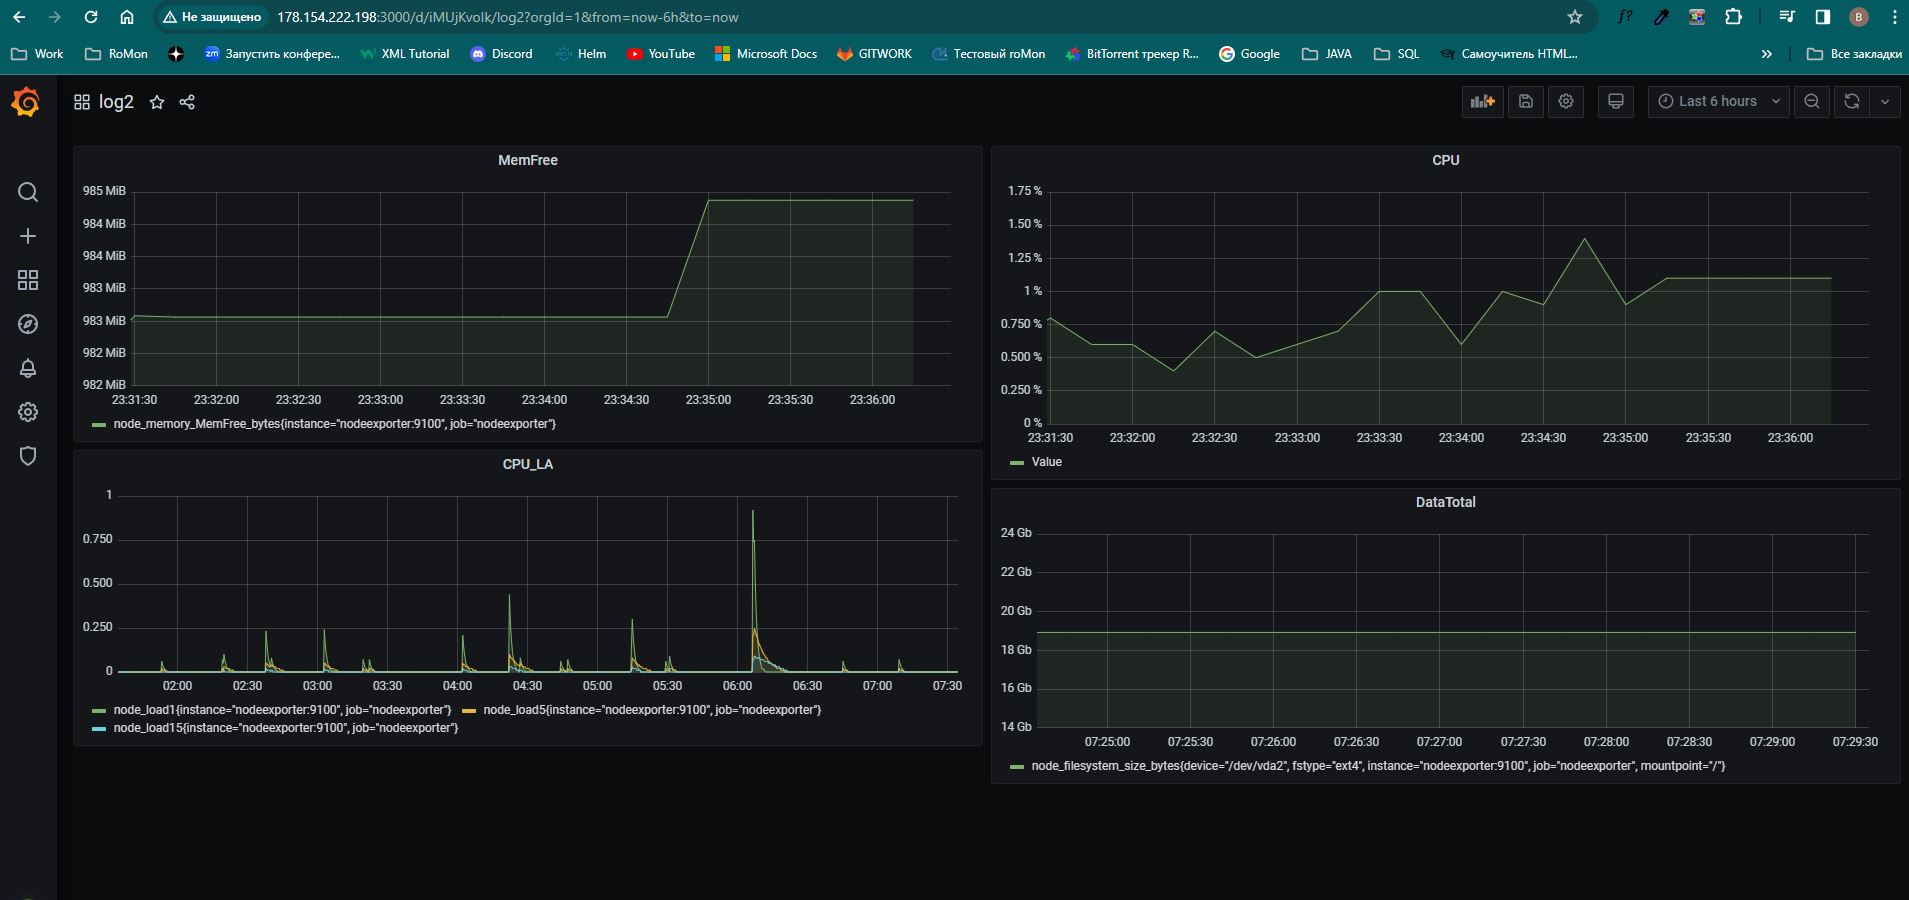 Не защищено 178.154.222.198:3000/d/iMUjKvolk/log2?orgId=1&from=now-6h&to=now f? B
Work RoMon zm Запустить конфере... XML Tutorial Discord HELM Helm YouTube Microsoft Docs GITWORK Тестовый roMon BitTorrent трекер R... Google JAVA SQL Самоучитель HTML... » Все закладки
log2 Last 6 hours
MemFree
985 MiB
984 MiB
984 MiB
983 MiB
983 MiB
982 MiB
982 MiB
23:31:30 23:32:00 23:32:30 23:33:00 23:33:30 23:34:00 23:34:30 23:35:00 23:35:30 23:36:00
node_memory_MemFree_bytes{instance="nodeexporter:9100", job="nodeexporter"}
CPU
1.75 %
1.50 %
1.25 %
1 %
0.750 %
0.500 %
0.250 %
0 %
23:31:30 23:32:00 23:32:30 23:33:00 23:33:30 23:34:00 23:34:30 23:35:00 23:35:30 23:36:00
Value
CPU_LA
1
0.750
0.500
0.250
0
02:00 02:30 03:00 03:30 04:00 04:30 05:00 05:30 06:00 06:30 07:00 07:30
node_load1{instance="nodeexporter:9100", job="nodeexporter"} node_load5{instance="nodeexporter:9100", job="nodeexporter"}
node_load15{instance="nodeexporter:9100", job="nodeexporter"}
DataTotal
24 Gb
22 Gb
20 Gb
18 Gb
16 Gb
14 Gb
07:25:00 07:25:30 07:26:00 07:26:30 07:27:00 07:27:30 07:28:00 07:28:30 07:29:00 07:29:30
node_filesystem_size_bytes{device="/dev/vda2", fstype="ext4", instance="nodeexporter:9100", job="nodeexporter", mountpoint="/"}